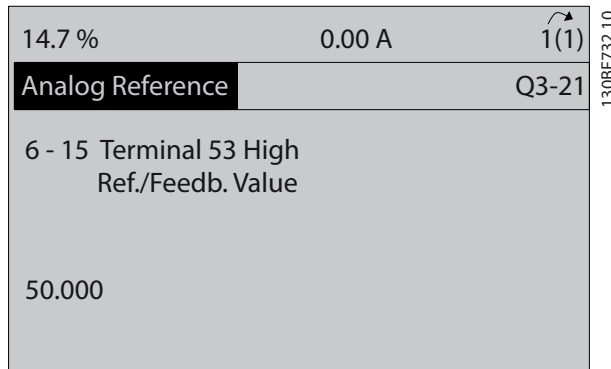 14.7 % 0.00 A 1(1)
Analog Reference Q3-21
6 - 15 Terminal 53 High
Ref./Feedb. Value
50.000
130BF732.10